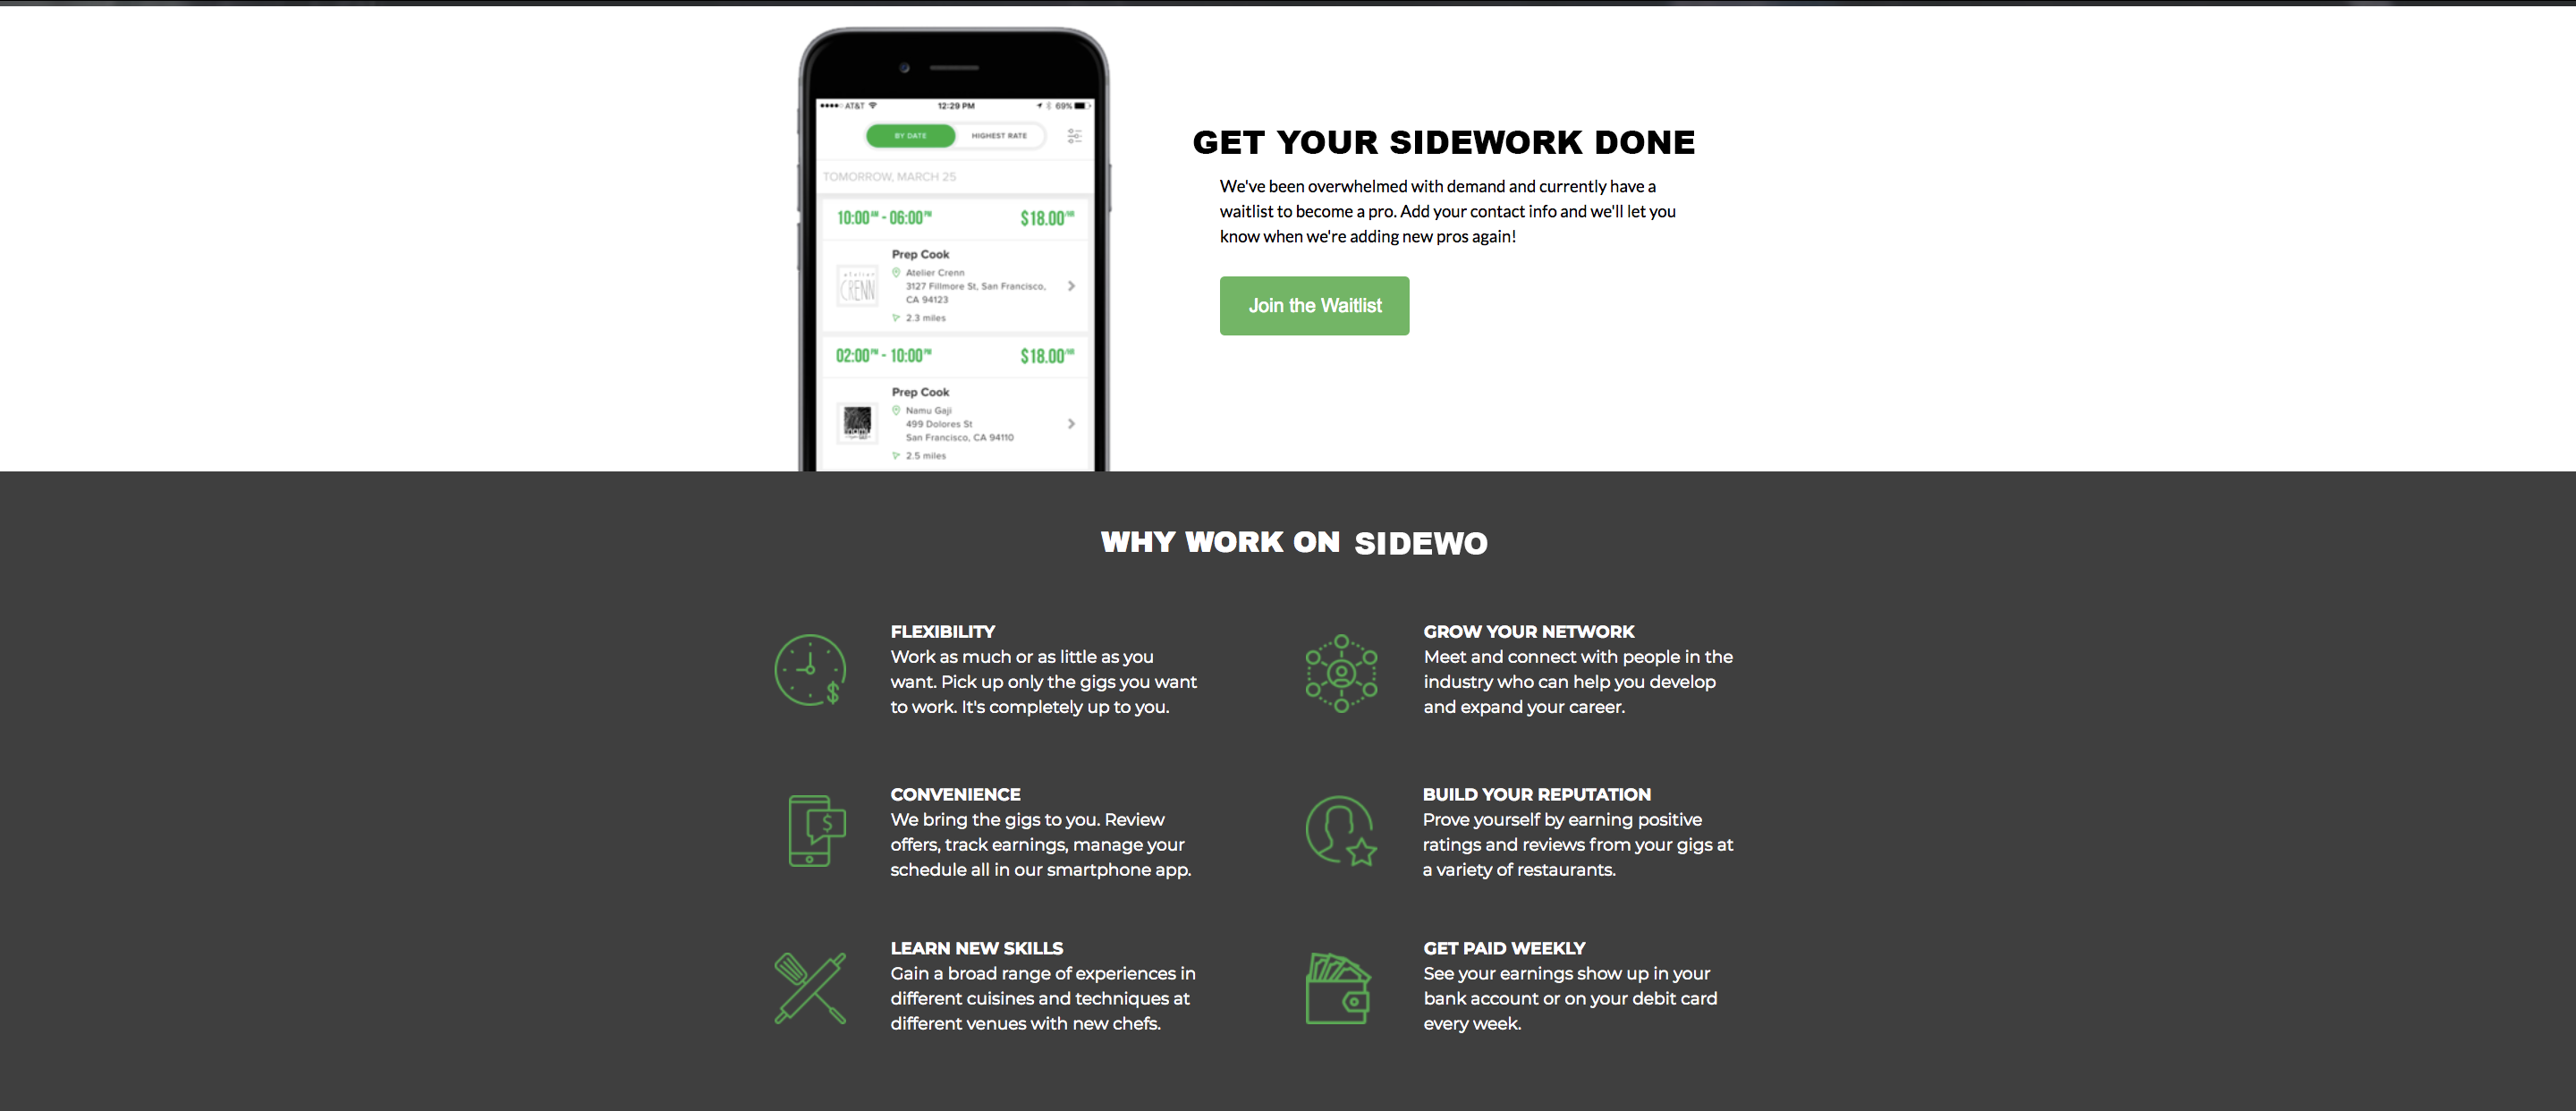 AT&T 12:29 PM 69%
BY DATE HIGHEST RATE
TOMORROW, MARCH 25
10:00AM - 06:00PM $18.00/HR
Prep Cook
atelier
CRENN
Atelier Crenn
3127 Fillmore St, San Francisco,
CA 94123
2.3 miles
02:00PM - 10:00PM $18.00/HR
Prep Cook
namu
Namu Gaji
499 Dolores St
San Francisco, CA 94110
2.5 miles
GET YOUR SIDEWORK DONE
We've been overwhelmed with demand and currently have a
waitlist to become a pro. Add your contact info and we'll let you
know when we're adding new pros again!
Join the Waitlist
WHY WORK ON SIDEWO
FLEXIBILITY
Work as much or as little as you
want. Pick up only the gigs you want
to work. It's completely up to you.
GROW YOUR NETWORK
Meet and connect with people in the
industry who can help you develop
and expand your career.
CONVENIENCE
We bring the gigs to you. Review
offers, track earnings, manage your
schedule all in our smartphone app.
BUILD YOUR REPUTATION
Prove yourself by earning positive
ratings and reviews from your gigs at
a variety of restaurants.
LEARN NEW SKILLS
Gain a broad range of experiences in
different cuisines and techniques at
different venues with new chefs.
GET PAID WEEKLY
See your earnings show up in your
bank account or on your debit card
every week.